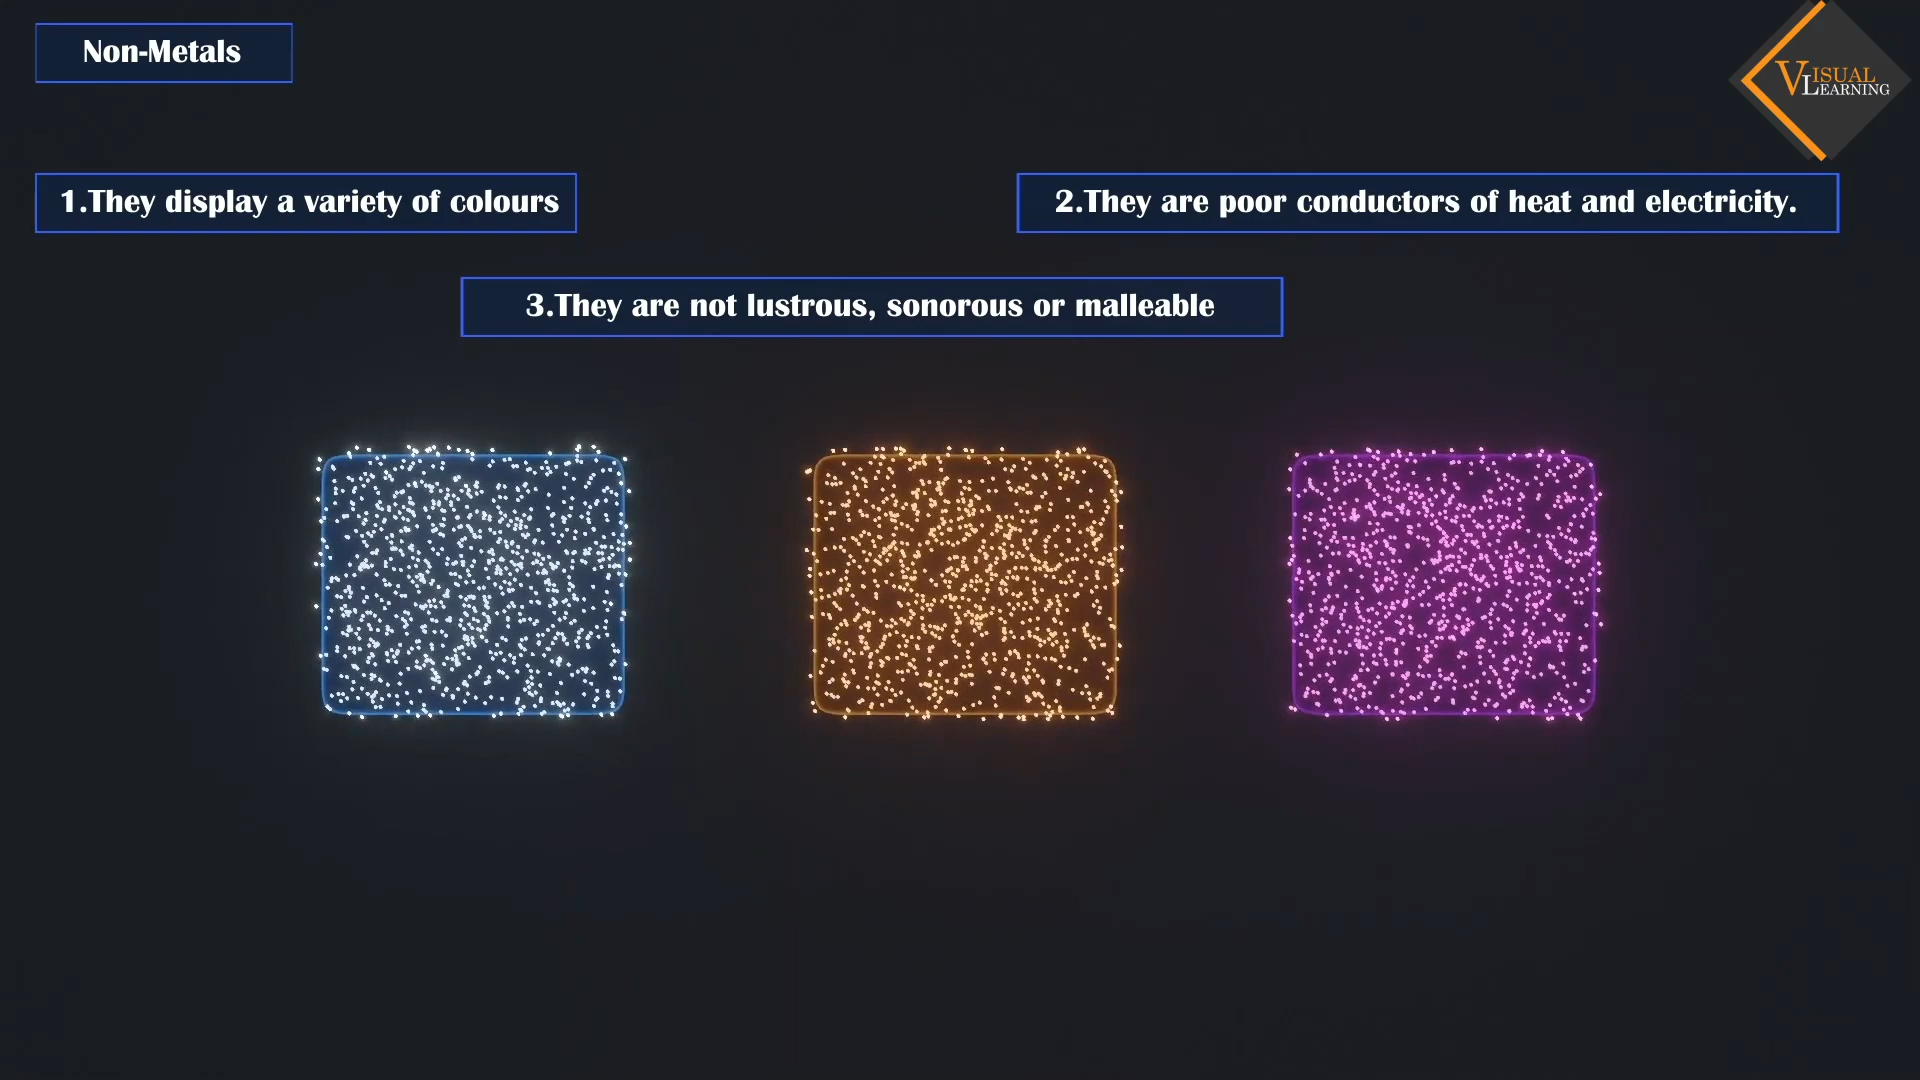 Non-Metals
VISUAL
LEARNING
1.They display a variety of colours
2.They are poor conductors of heat and electricity.
3.They are not lustrous, sonorous or malleable